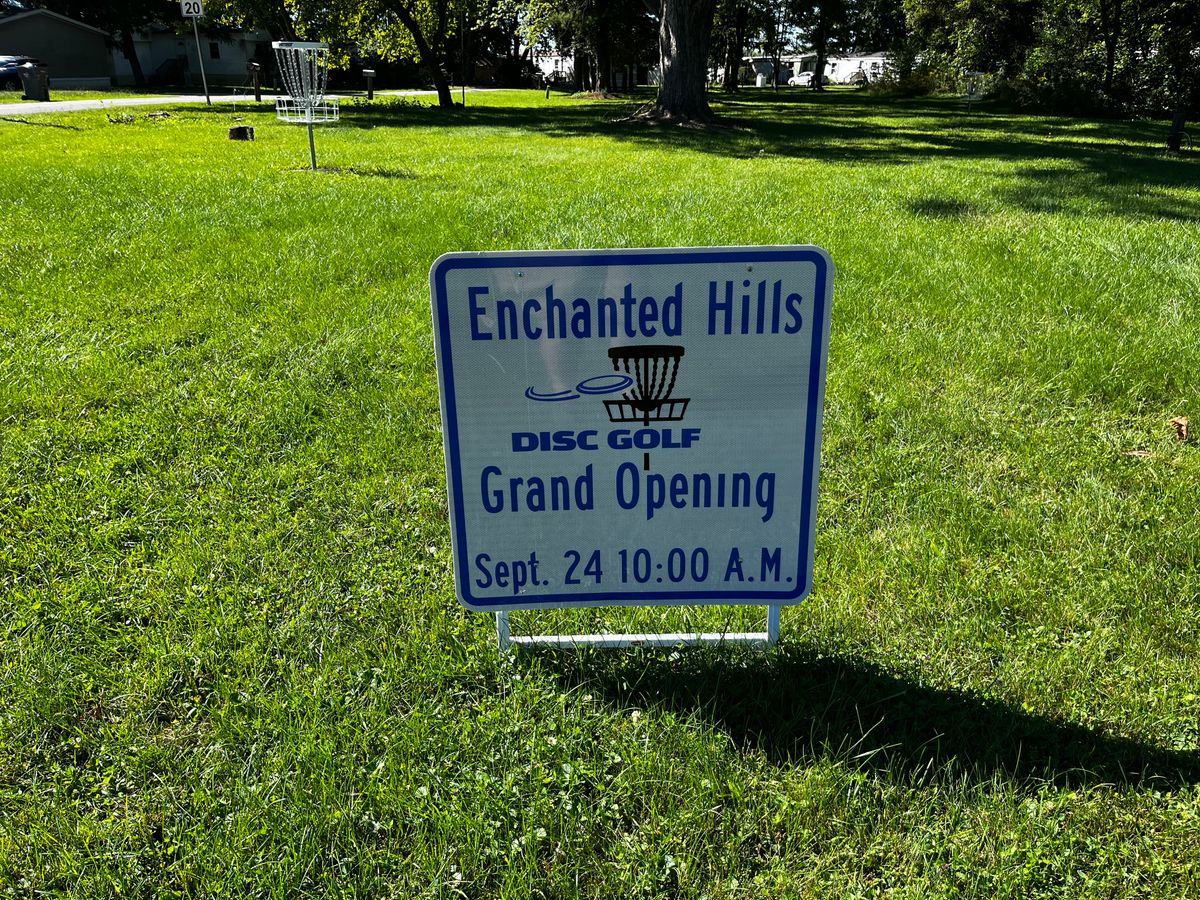 20
Enchanted Hills
DISC GOLF
Grand Opening
Sept. 24 10:00 A.M.